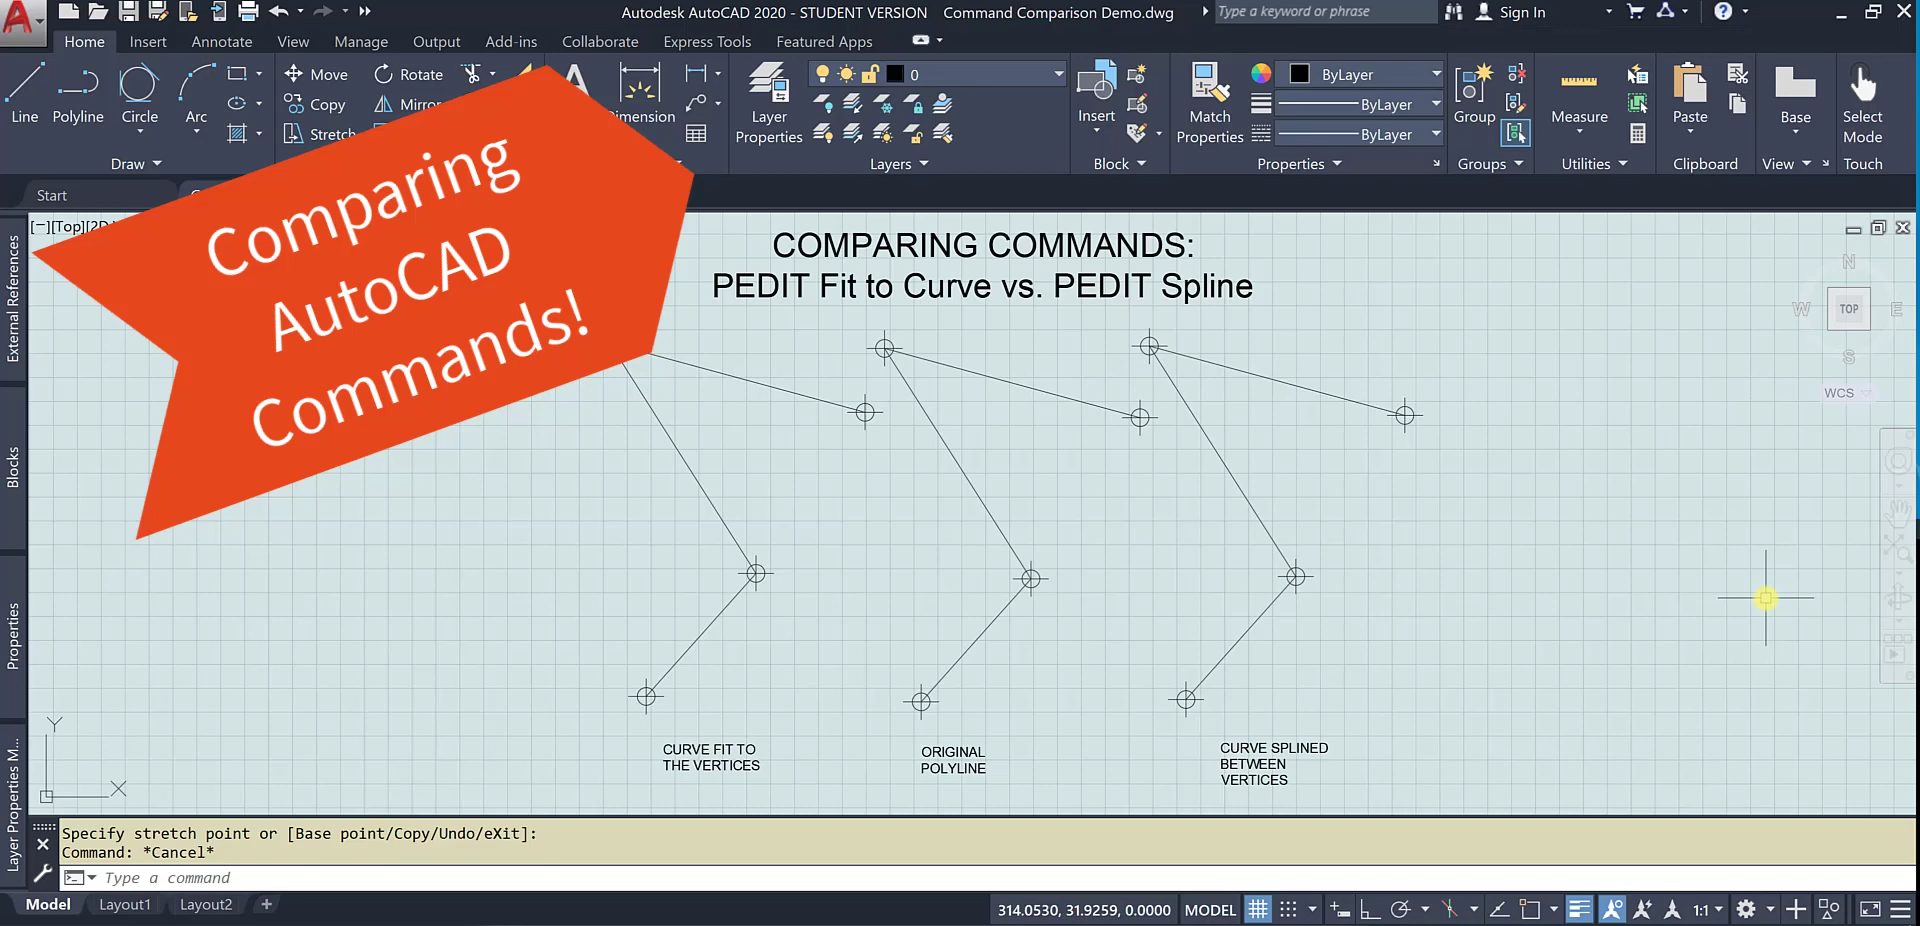 Autodesk AutoCAD 2020 - STUDENT VERSION Command Comparison Demo.dwg
Type a keyword or phrase
Sign In
Home Insert Annotate View Manage Output Add-ins Collaborate Express Tools Featured Apps
Line
Polyline
Circle
Arc
Move
Copy
Stretch
Rotate
Mirror
Draw
Layer
Properties
0
Layers
Insert
Block
Match
Properties
ByLayer
ByLayer
ByLayer
Properties
Group
Groups
Measure
Utilities
Paste
Clipboard
Base
View
Select
Mode
Touch
Start
Comparing
AutoCAD
Commands!
[−][Top]
COMPARING COMMANDS:
PEDIT Fit to Curve vs. PEDIT Spline
N
W TOP E
S
WCS
External References
Blocks
Properties
Layer Properties M...
CURVE FIT TO
THE VERTICES
ORIGINAL
POLYLINE
CURVE SPLINED
BETWEEN
VERTICES
Y
X
Specify stretch point or [Base point/Copy/Undo/eXit]:
Command: *Cancel*
Type a command
Model Layout1 Layout2
314.0530, 31.9259, 0.0000 MODEL 1:1